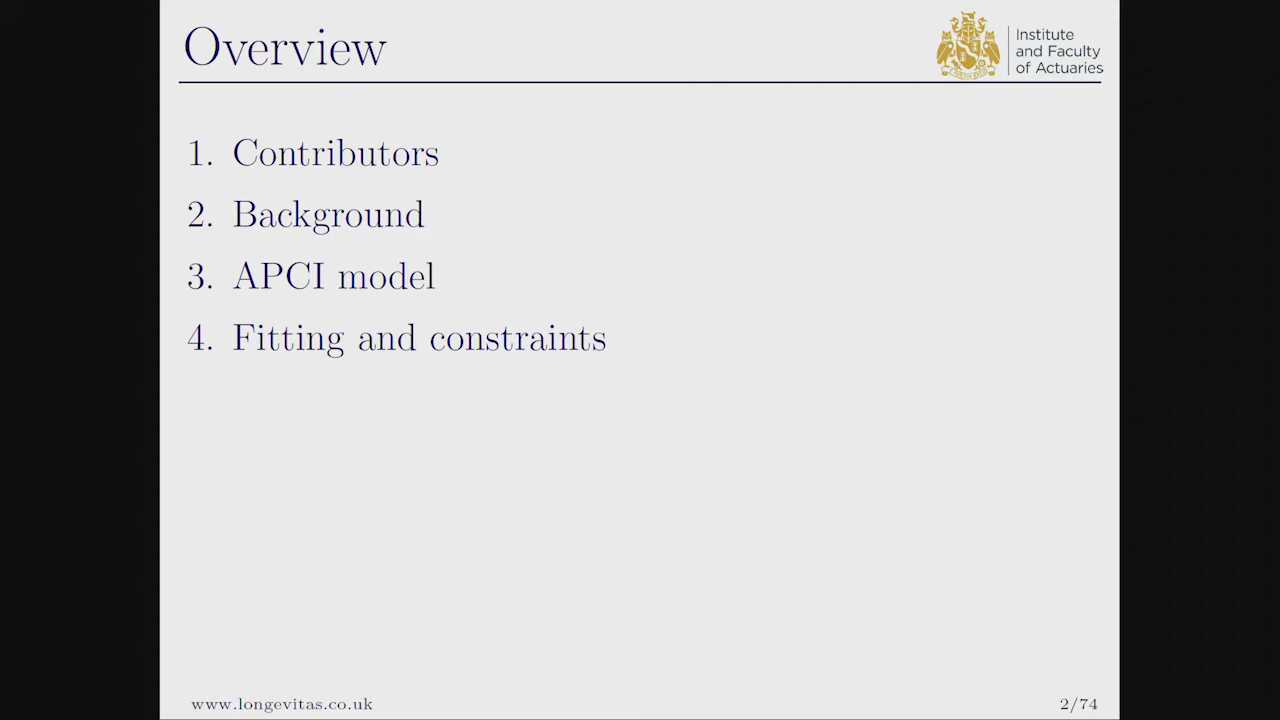 Overview
Institute
and Faculty
of Actuaries
1. Contributors
2. Background
3. APCI model
4. Fitting and constraints
www.longevitas.co.uk
2/74